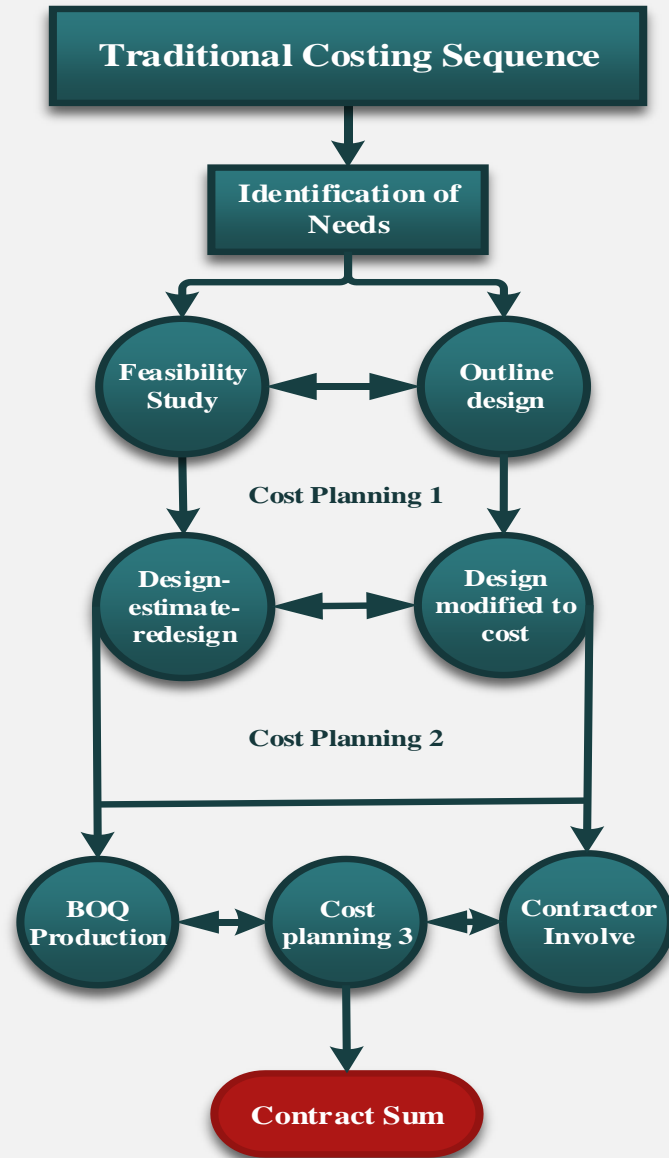 Traditional Costing Sequence
Identification of
Needs
Feasibility
Study
Outline
design
Cost Planning 1
Design-
estimate-
redesign
Design
modified to
cost
Cost Planning 2
BOQ
Production
Cost
planning 3
Contractor
Involve
Contract Sum